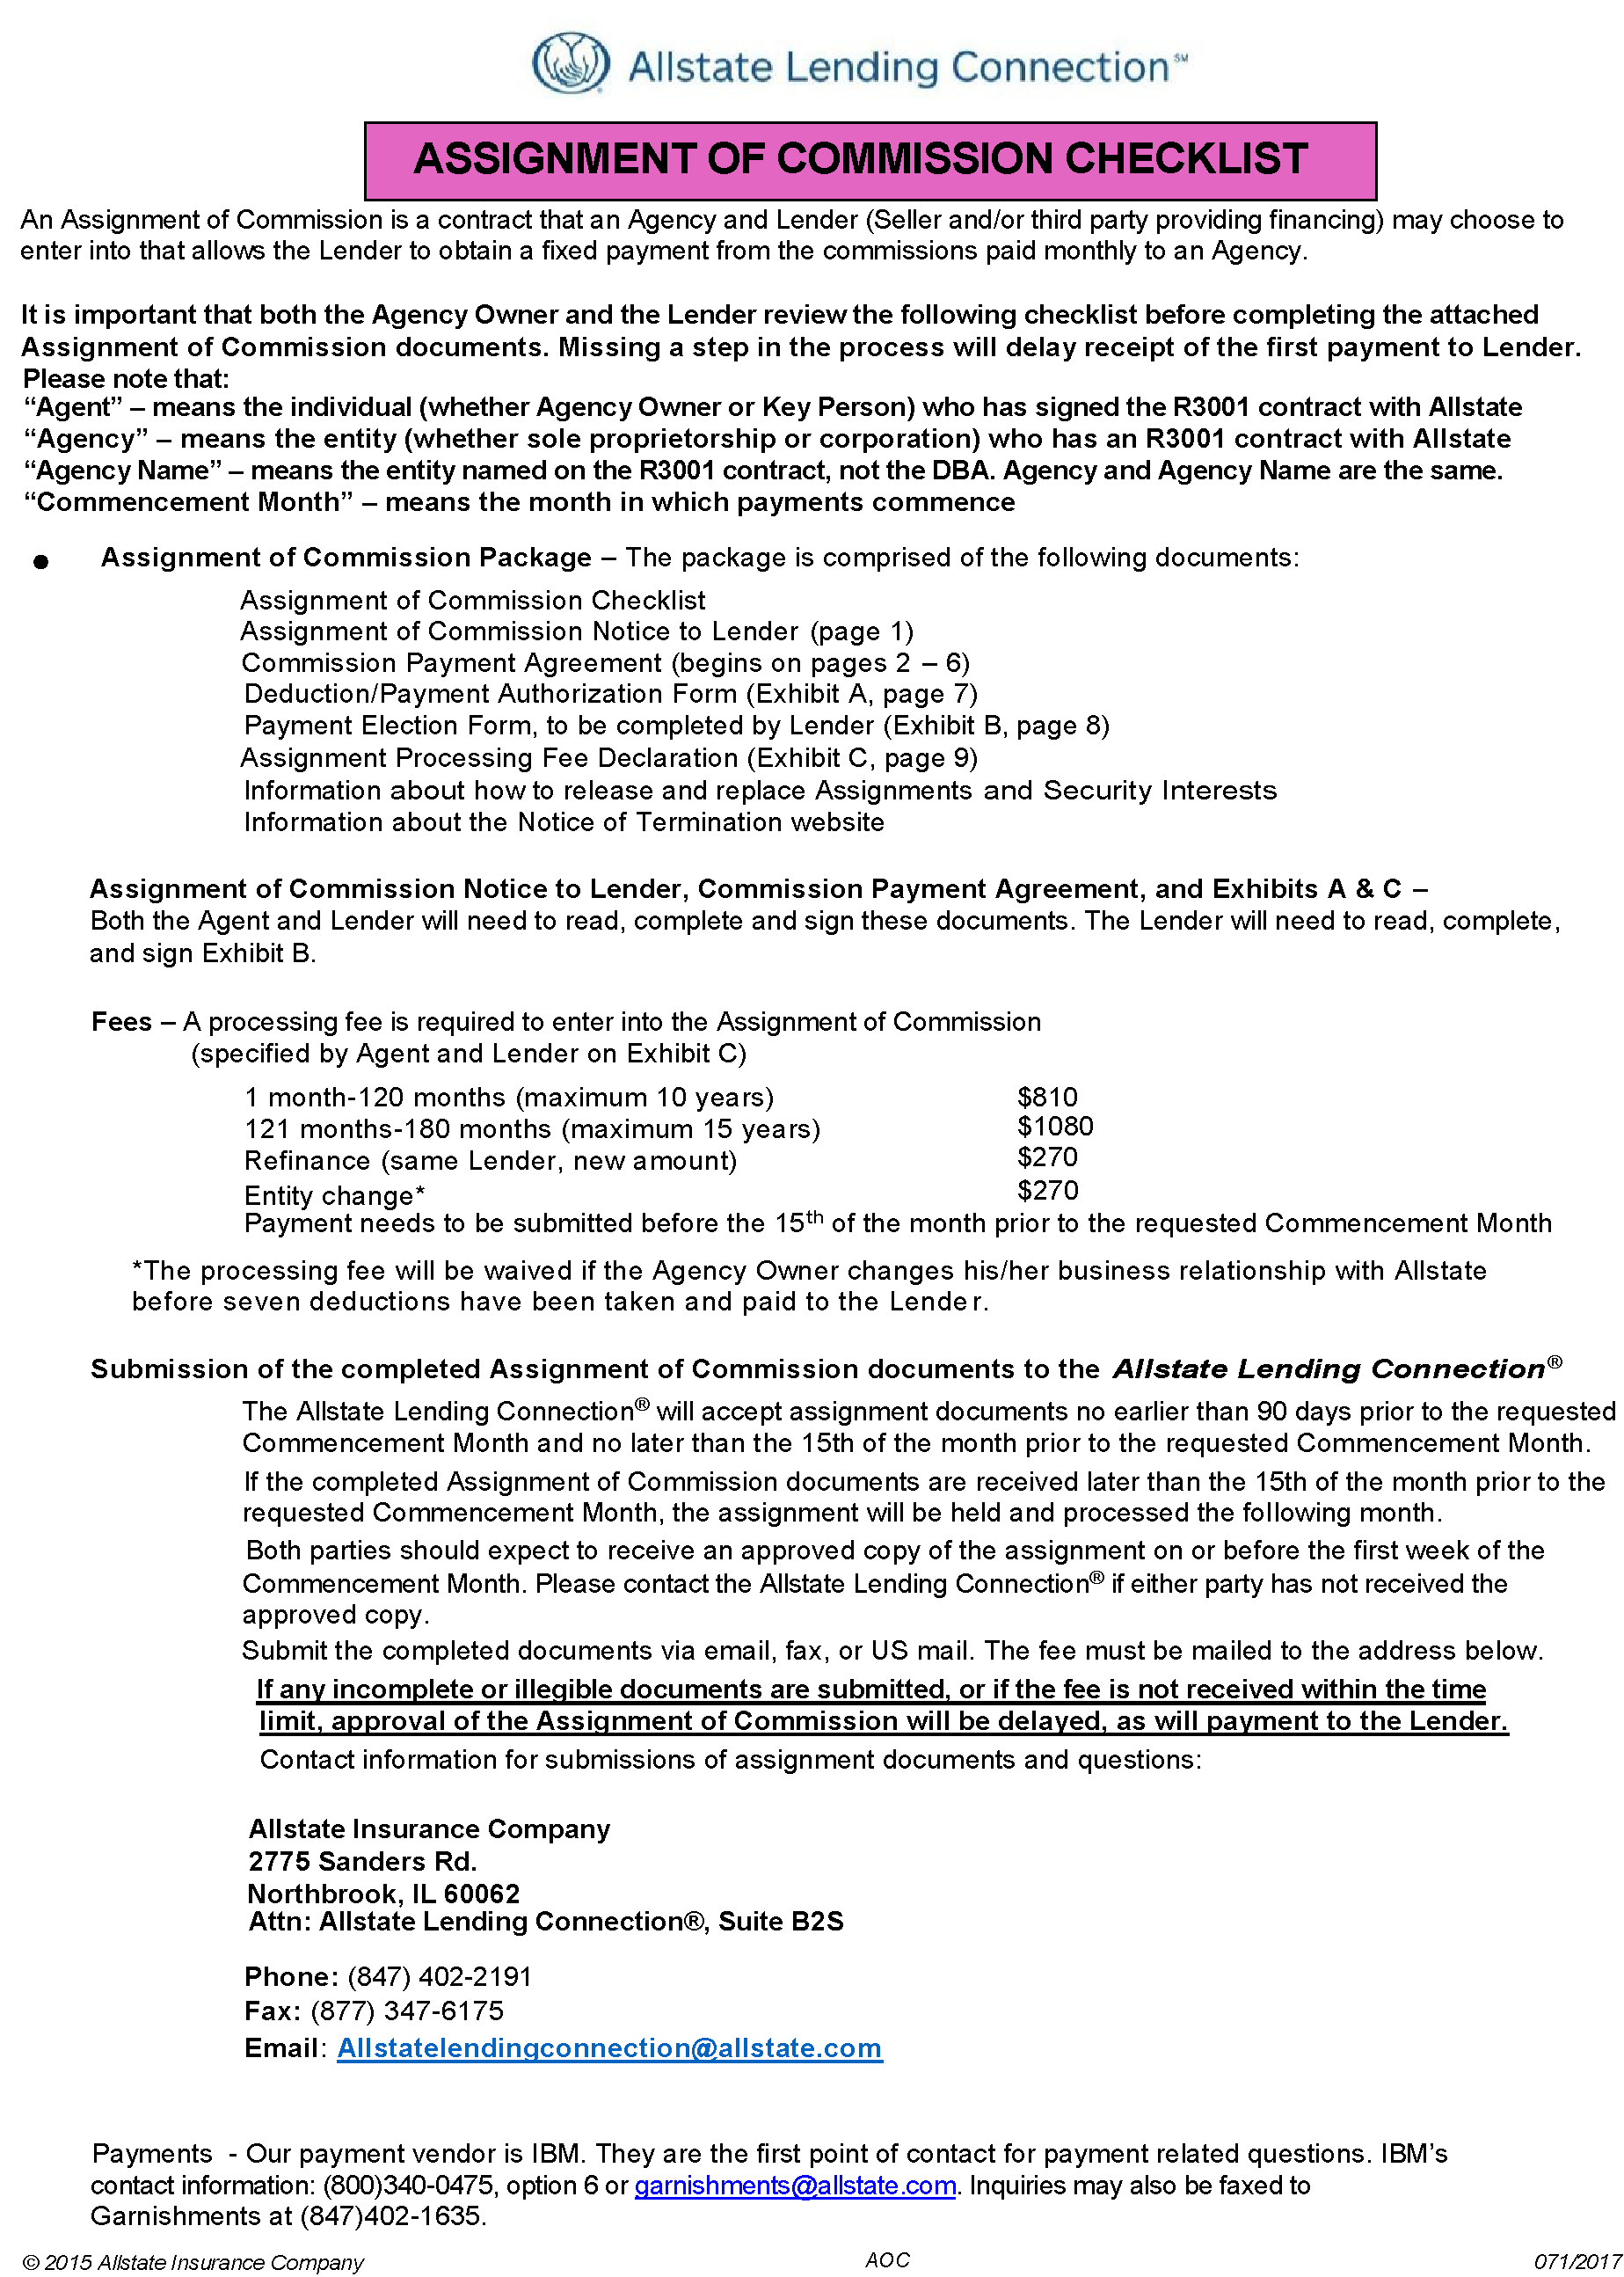 Allstate Lending Connection℠
ASSIGNMENT OF COMMISSION CHECKLIST
An Assignment of Commission is a contract that an Agency and Lender (Seller and/or third party providing financing) may choose to
enter into that allows the Lender to obtain a fixed payment from the commissions paid monthly to an Agency.
It is important that both the Agency Owner and the Lender review the following checklist before completing the attached
Assignment of Commission documents. Missing a step in the process will delay receipt of the first payment to Lender.
Please note that:
“Agent” – means the individual (whether Agency Owner or Key Person) who has signed the R3001 contract with Allstate
“Agency” – means the entity (whether sole proprietorship or corporation) who has an R3001 contract with Allstate
“Agency Name” – means the entity named on the R3001 contract, not the DBA. Agency and Agency Name are the same.
“Commencement Month” – means the month in which payments commence
● Assignment of Commission Package – The package is comprised of the following documents:
Assignment of Commission Checklist
Assignment of Commission Notice to Lender (page 1)
Commission Payment Agreement (begins on pages 2 – 6)
Deduction/Payment Authorization Form (Exhibit A, page 7)
Payment Election Form, to be completed by Lender (Exhibit B, page 8)
Assignment Processing Fee Declaration (Exhibit C, page 9)
Information about how to release and replace Assignments and Security Interests
Information about the Notice of Termination website
Assignment of Commission Notice to Lender, Commission Payment Agreement, and Exhibits A & C –
Both the Agent and Lender will need to read, complete and sign these documents. The Lender will need to read, complete,
and sign Exhibit B.
Fees – A processing fee is required to enter into the Assignment of Commission
(specified by Agent and Lender on Exhibit C)
1 month-120 months (maximum 10 years) $810
121 months-180 months (maximum 15 years) $1080
Refinance (same Lender, new amount) $270
Entity change* $270
Payment needs to be submitted before the 15th of the month prior to the requested Commencement Month
*The processing fee will be waived if the Agency Owner changes his/her business relationship with Allstate
before seven deductions have been taken and paid to the Lender.
Submission of the completed Assignment of Commission documents to the Allstate Lending Connection®
The Allstate Lending Connection® will accept assignment documents no earlier than 90 days prior to the requested
Commencement Month and no later than the 15th of the month prior to the requested Commencement Month.
If the completed Assignment of Commission documents are received later than the 15th of the month prior to the
requested Commencement Month, the assignment will be held and processed the following month.
Both parties should expect to receive an approved copy of the assignment on or before the first week of the
Commencement Month. Please contact the Allstate Lending Connection® if either party has not received the
approved copy.
Submit the completed documents via email, fax, or US mail. The fee must be mailed to the address below.
If any incomplete or illegible documents are submitted, or if the fee is not received within the time
limit, approval of the Assignment of Commission will be delayed, as will payment to the Lender.
Contact information for submissions of assignment documents and questions:
Allstate Insurance Company
2775 Sanders Rd.
Northbrook, IL 60062
Attn: Allstate Lending Connection®, Suite B2S
Phone: (847) 402-2191
Fax: (877) 347-6175
Email: Allstatelendingconnection@allstate.com
Payments - Our payment vendor is IBM. They are the first point of contact for payment related questions. IBM’s
contact information: (800)340-0475, option 6 or garnishments@allstate.com. Inquiries may also be faxed to
Garnishments at (847)402-1635.
© 2015 Allstate Insurance Company AOC 071/2017